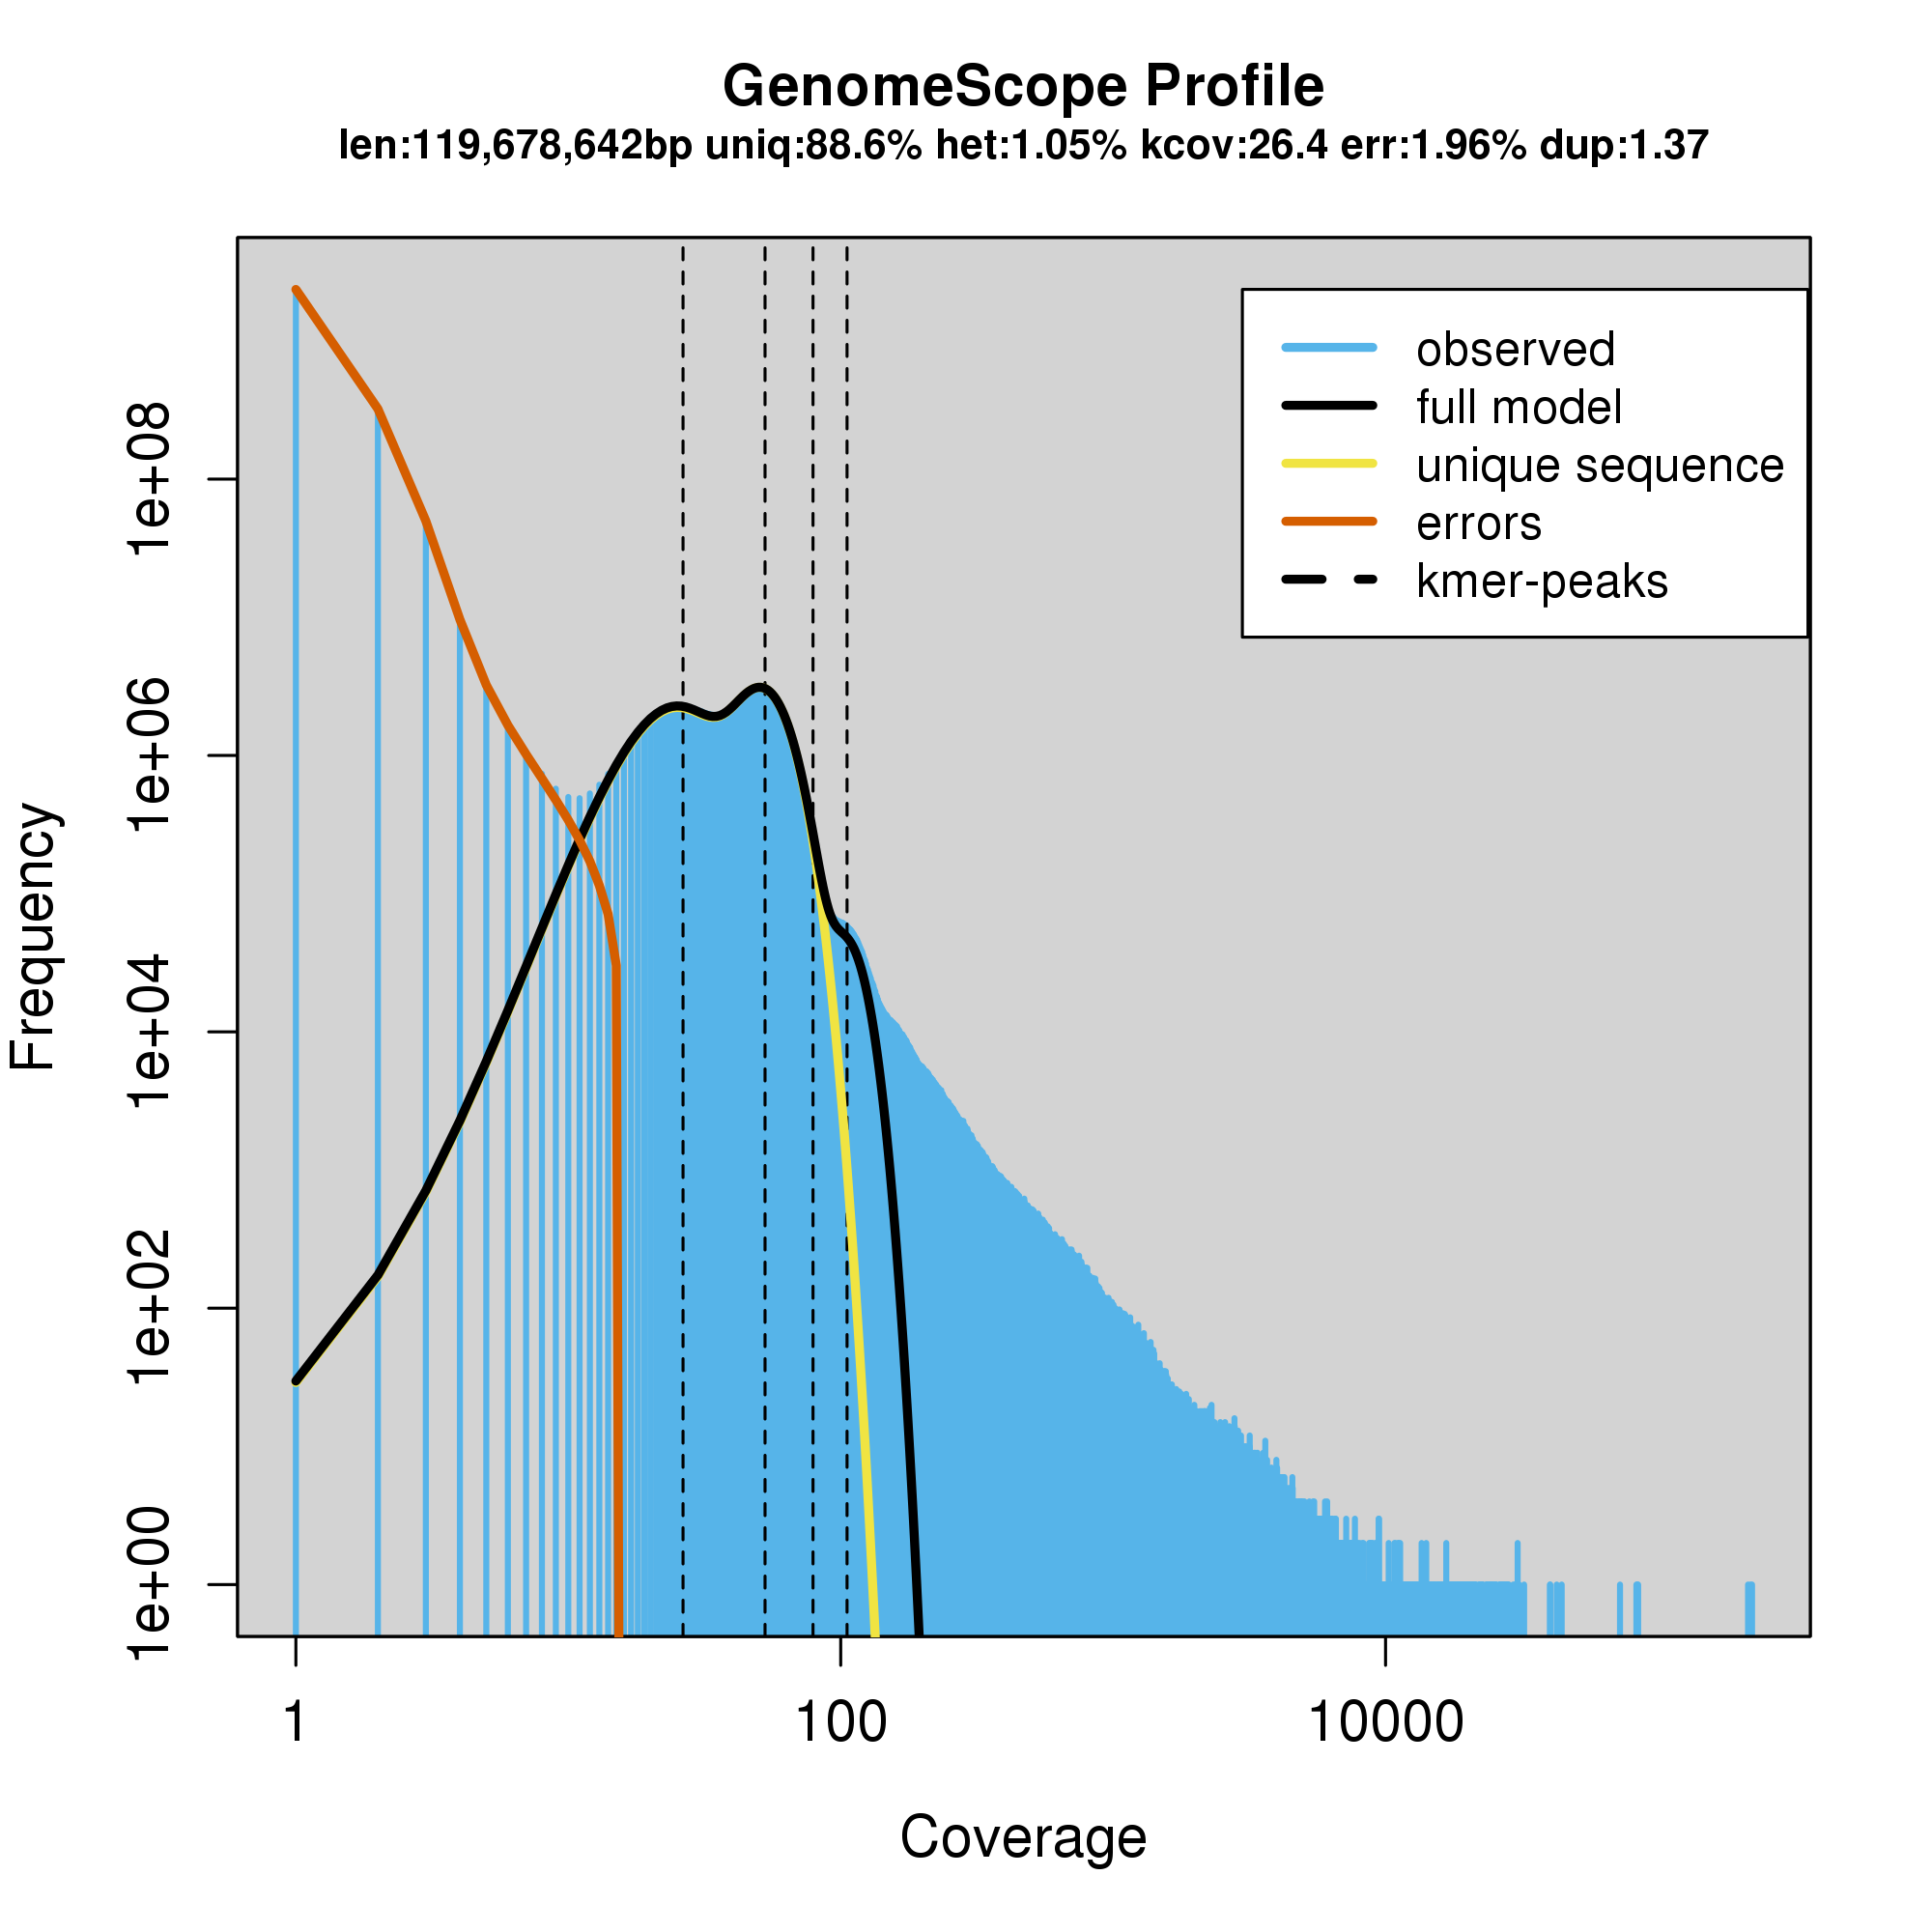 GenomeScope Profile
len:119,678,642bp uniq:88.6% het:1.05% kcov:26.4 err:1.96% dup:1.37
observed
full model
unique sequence
errors
kmer-peaks
Frequency
1e+08
1e+06
1e+04
1e+02
1e+00
1
100
10000
Coverage